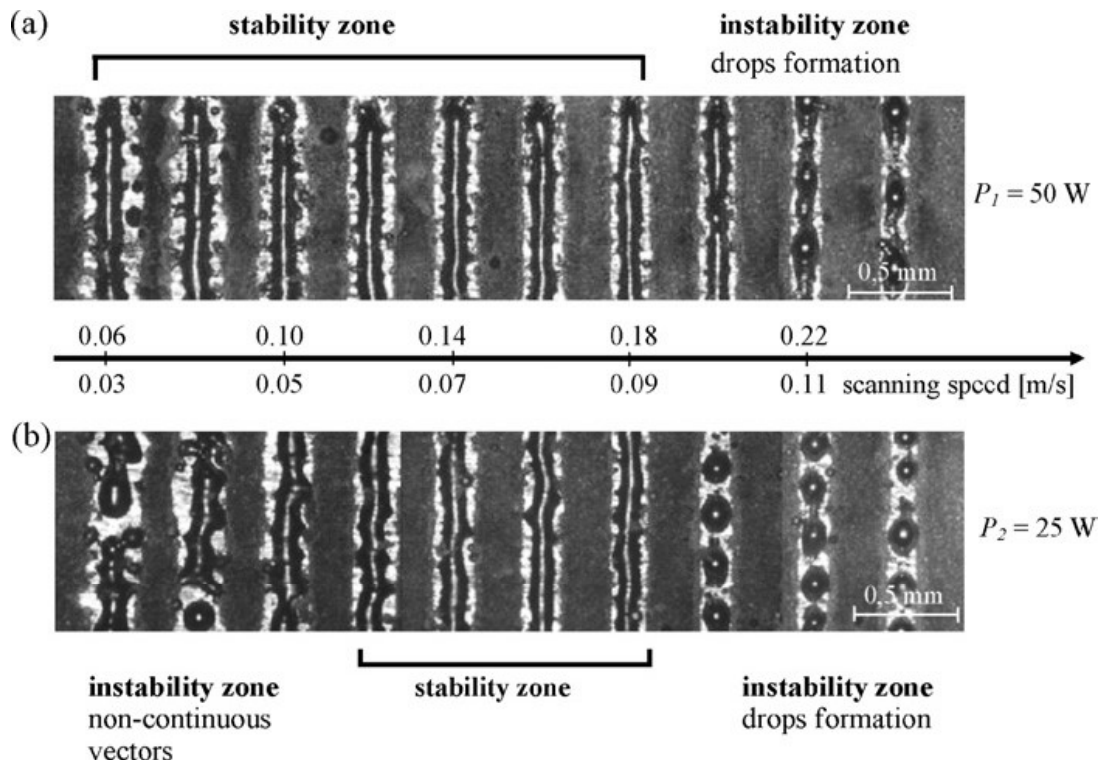 (a)
stability zone
instability zone
drops formation
P1 = 50 W
0.5 mm
0.06 0.10 0.14 0.18 0.22
0.03 0.05 0.07 0.09 0.11 scanning speed [m/s]
(b)
P2 = 25 W
0,5 mm
instability zone
non-continuous
vectors
stability zone
instability zone
drops formation